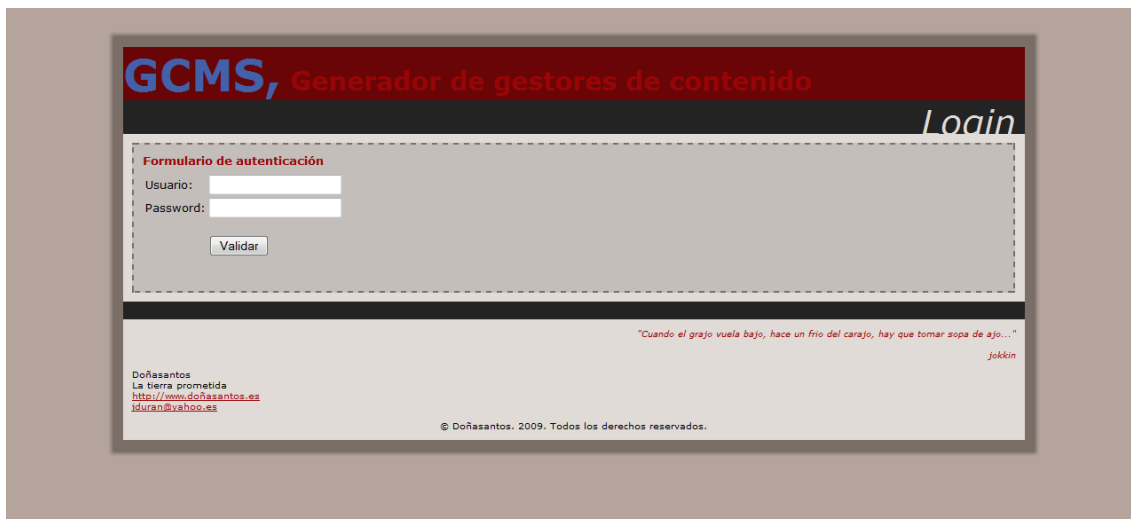 GCMS, Generador de gestores de contenido
Login
Formulario de autenticación
Usuario:
Password:
Validar
"Cuando el grajo vuela bajo, hace un frio del carajo, hay que tomar sopa de ajo..."
jokkin
Doñasantos
La tierra prometida
http://www.doñasantos.es
jduran@yahoo.es
© Doñasantos. 2009. Todos los derechos reservados.